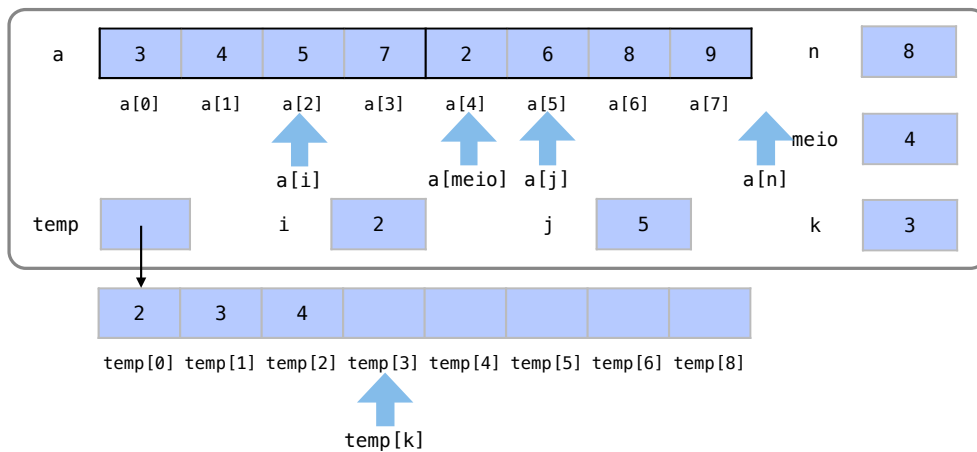 a 3 4 5 7 2 6 8 9 n 8
a[0] a[1] a[2] a[3] a[4] a[5] a[6] a[7]
meio 4
a[i] a[meio] a[j] a[n]
temp i 2 j 5 k 3
2 3 4
temp[0] temp[1] temp[2] temp[3] temp[4] temp[5] temp[6] temp[8]
temp[k]